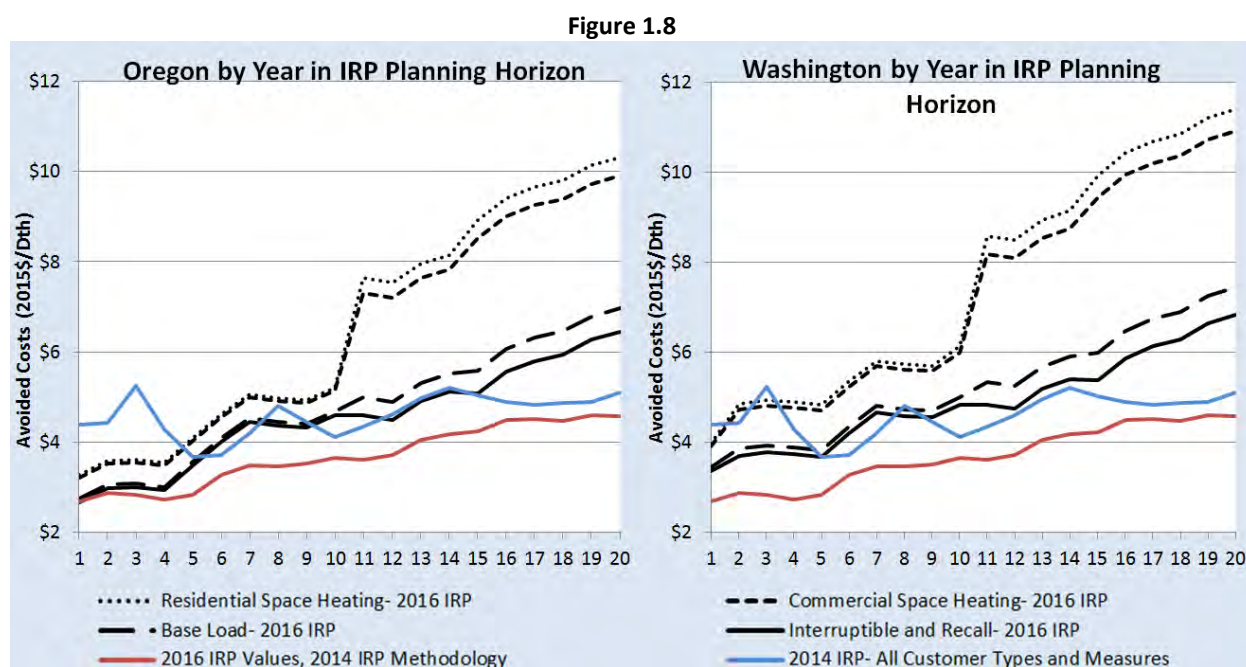 Figure 1.8
Oregon by Year in IRP Planning Horizon
Avoided Costs (2015$/Dth)
$12
$10
$8
$6
$4
$2
1 2 3 4 5 6 7 8 9 10 11 12 13 14 15 16 17 18 19 20
Washington by Year in IRP Planning
Horizon
Avoided Costs (2015$/Dth)
$12
$10
$8
$6
$4
$2
1 2 3 4 5 6 7 8 9 10 11 12 13 14 15 16 17 18 19 20
Residential Space Heating- 2016 IRP
Commercial Space Heating- 2016 IRP
Base Load- 2016 IRP
Interruptible and Recall- 2016 IRP
2016 IRP Values, 2014 IRP Methodology
2014 IRP- All Customer Types and Measures